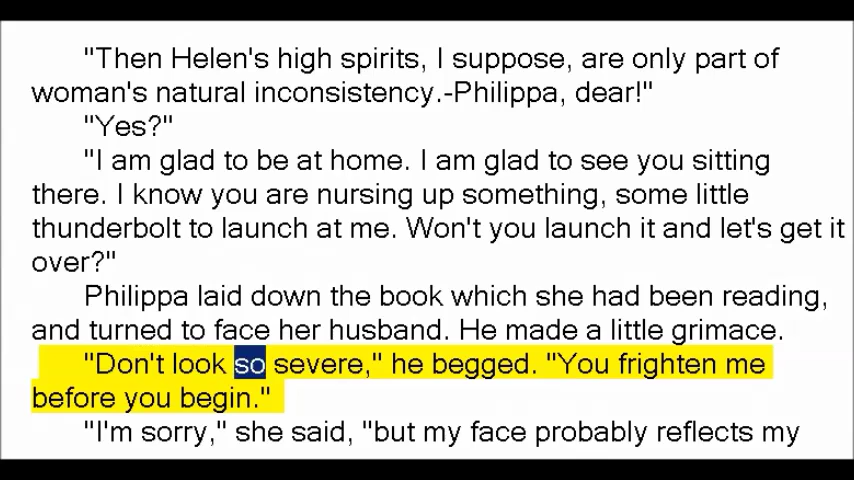 "Then Helen's high spirits, I suppose, are only part of
woman's natural inconsistency.-Philippa, dear!"
"Yes?"
"I am glad to be at home. I am glad to see you sitting
there. I know you are nursing up something, some little
thunderbolt to launch at me. Won't you launch it and let's get it
over?"
Philippa laid down the book which she had been reading,
and turned to face her husband. He made a little grimace.
"Don't look so severe," he begged. "You frighten me
before you begin."
"I'm sorry," she said, "but my face probably reflects my